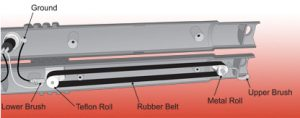 Ground
Lower Brush
Teflon Roll
Rubber Belt
Metal Roll
Upper Brush